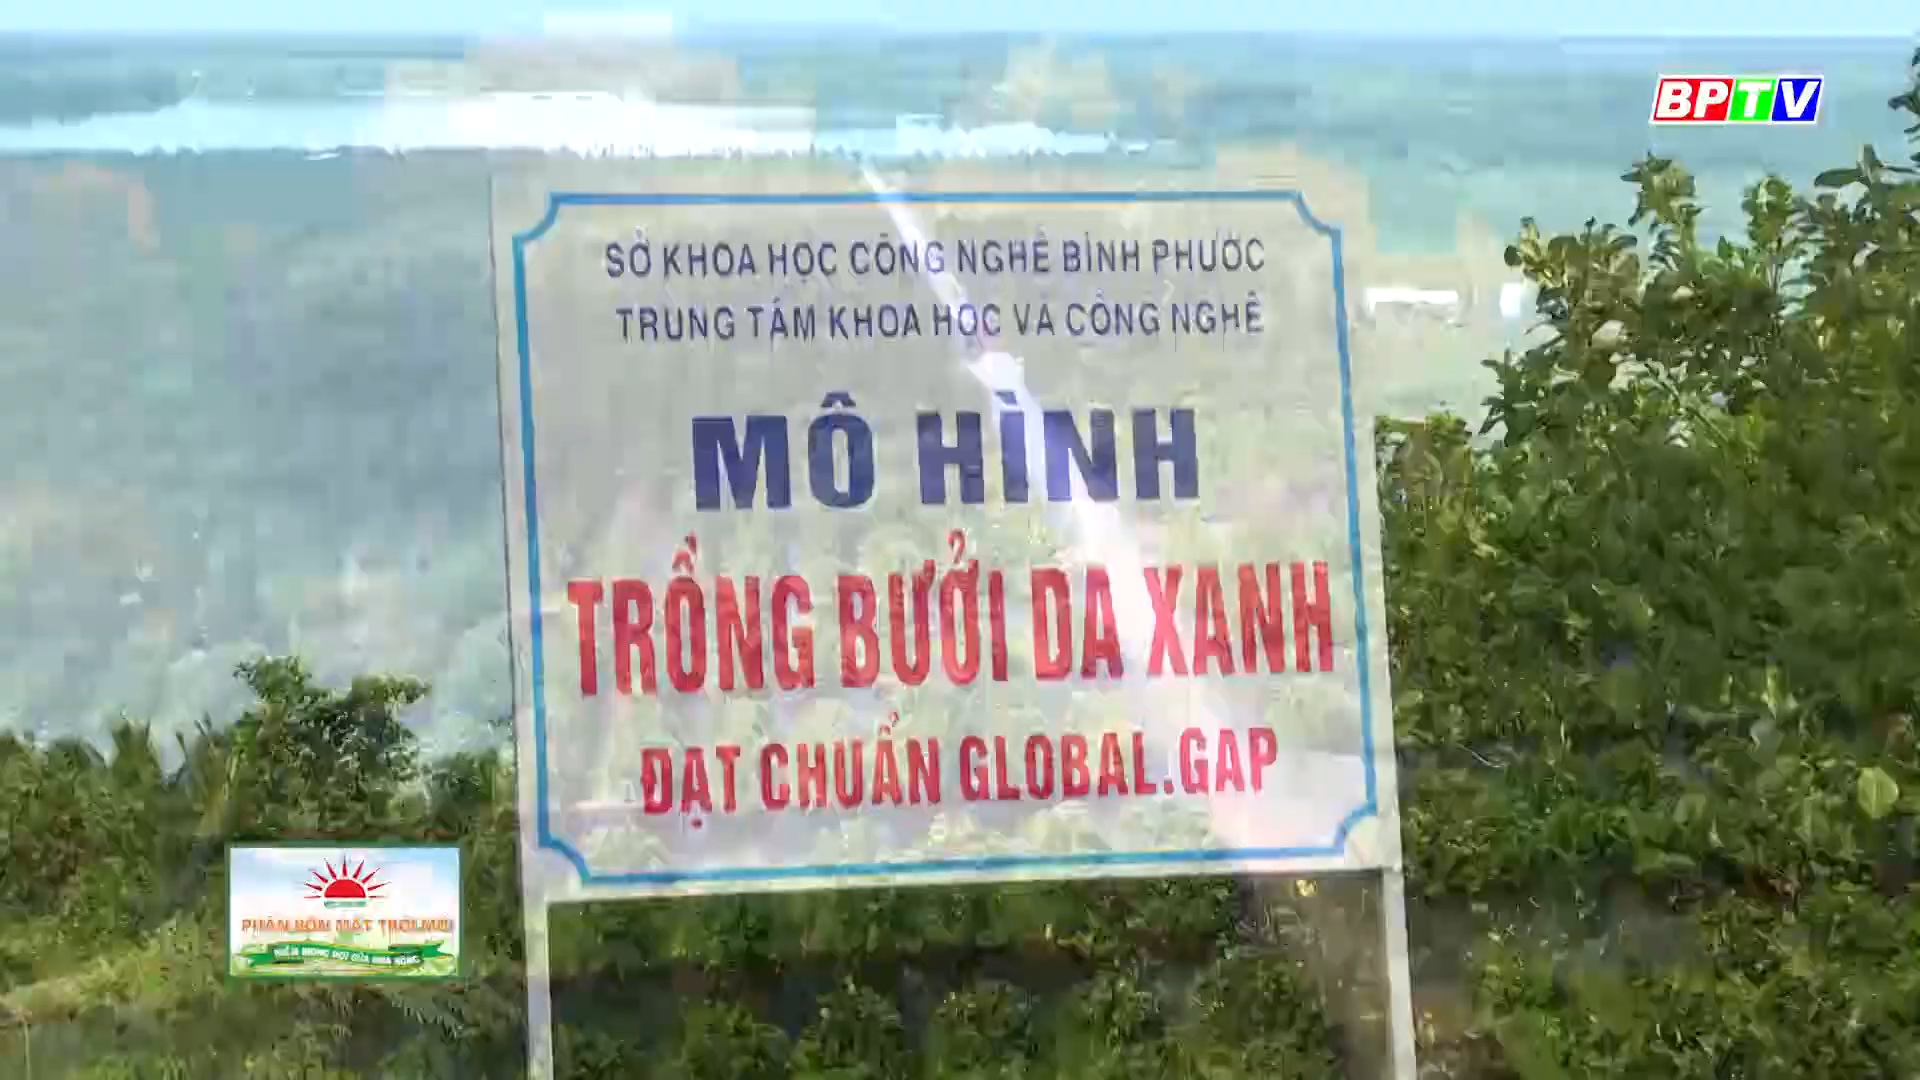 BPTV
SỞ KHOA HỌC CÔNG NGHỆ BÌNH PHƯỚC
TRUNG TÂM KHOA HỌC VÀ CÔNG NGHỆ
MÔ HÌNH
TRỒNG BƯỞI DA XANH
ĐẠT CHUẨN GLOBAL.GAP
PHÂN BÓN MẶT TRỜI MỚI